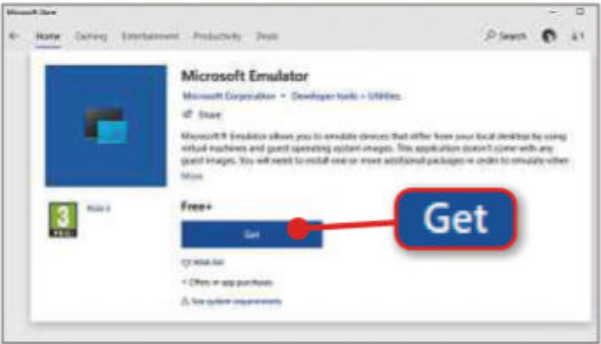 Microsoft Store
Home Gaming Entertainment Productivity Deals Search
Microsoft Emulator
Microsoft Corporation • Developer tools > Utilities
Share
Microsoft® Emulator allows you to emulate devices that differ from your local desktop by using
virtual machines and guest operating system images. This application doesn't come with any
guest images. You will need to install one or more additional packages in order to emulate other
More
3
PEGI 3
Free+
Get
Get
Wish list
+ Offers in-app purchases
See system requirements